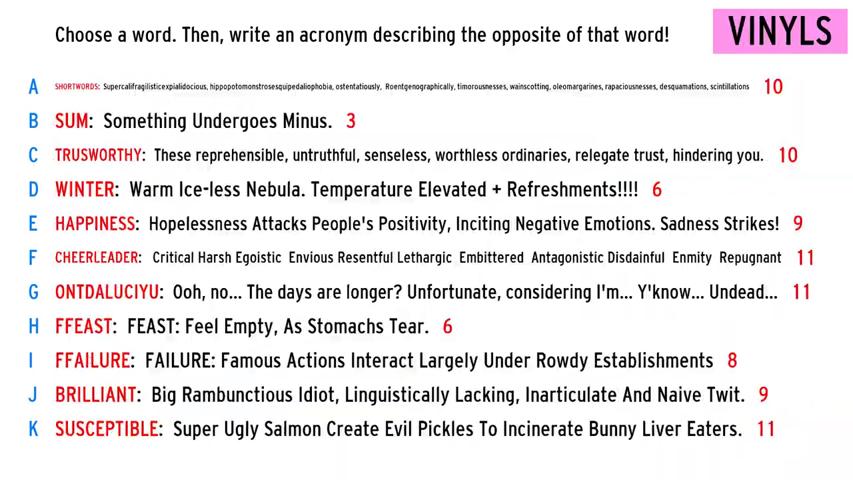 Choose a word. Then, write an acronym describing the opposite of that word!
VINYLS
A SHORTWORDS: Supercalifragilisticexpialidocious, hippopotomonstrosesquipedaliophobia, ostentatiously, Roentgenographically, timorousnesses, wainscotting, oleomargarines, rapaciousnesses, desquamations, scintillations 10
B SUM: Something Undergoes Minus. 3
C TRUSWORTHY: These reprehensible, untruthful, senseless, worthless ordinaries, relegate trust, hindering you. 10
D WINTER: Warm Ice-less Nebula. Temperature Elevated + Refreshments!!!! 6
E HAPPINESS: Hopelessness Attacks People's Positivity, Inciting Negative Emotions. Sadness Strikes! 9
F CHEERLEADER: Critical Harsh Egoistic Envious Resentful Lethargic Embittered Antagonistic Disdainful Enmity Repugnant 11
G ONTDALUCIYU: Ooh, no... The days are longer? Unfortunate, considering I'm... Y'know... Undead... 11
H FFEAST: FEAST: Feel Empty, As Stomachs Tear. 6
I FFAILURE: FAILURE: Famous Actions Interact Largely Under Rowdy Establishments 8
J BRILLIANT: Big Rambunctious Idiot, Linguistically Lacking, Inarticulate And Naive Twit. 9
K SUSCEPTIBLE: Super Ugly Salmon Create Evil Pickles To Incinerate Bunny Liver Eaters. 11